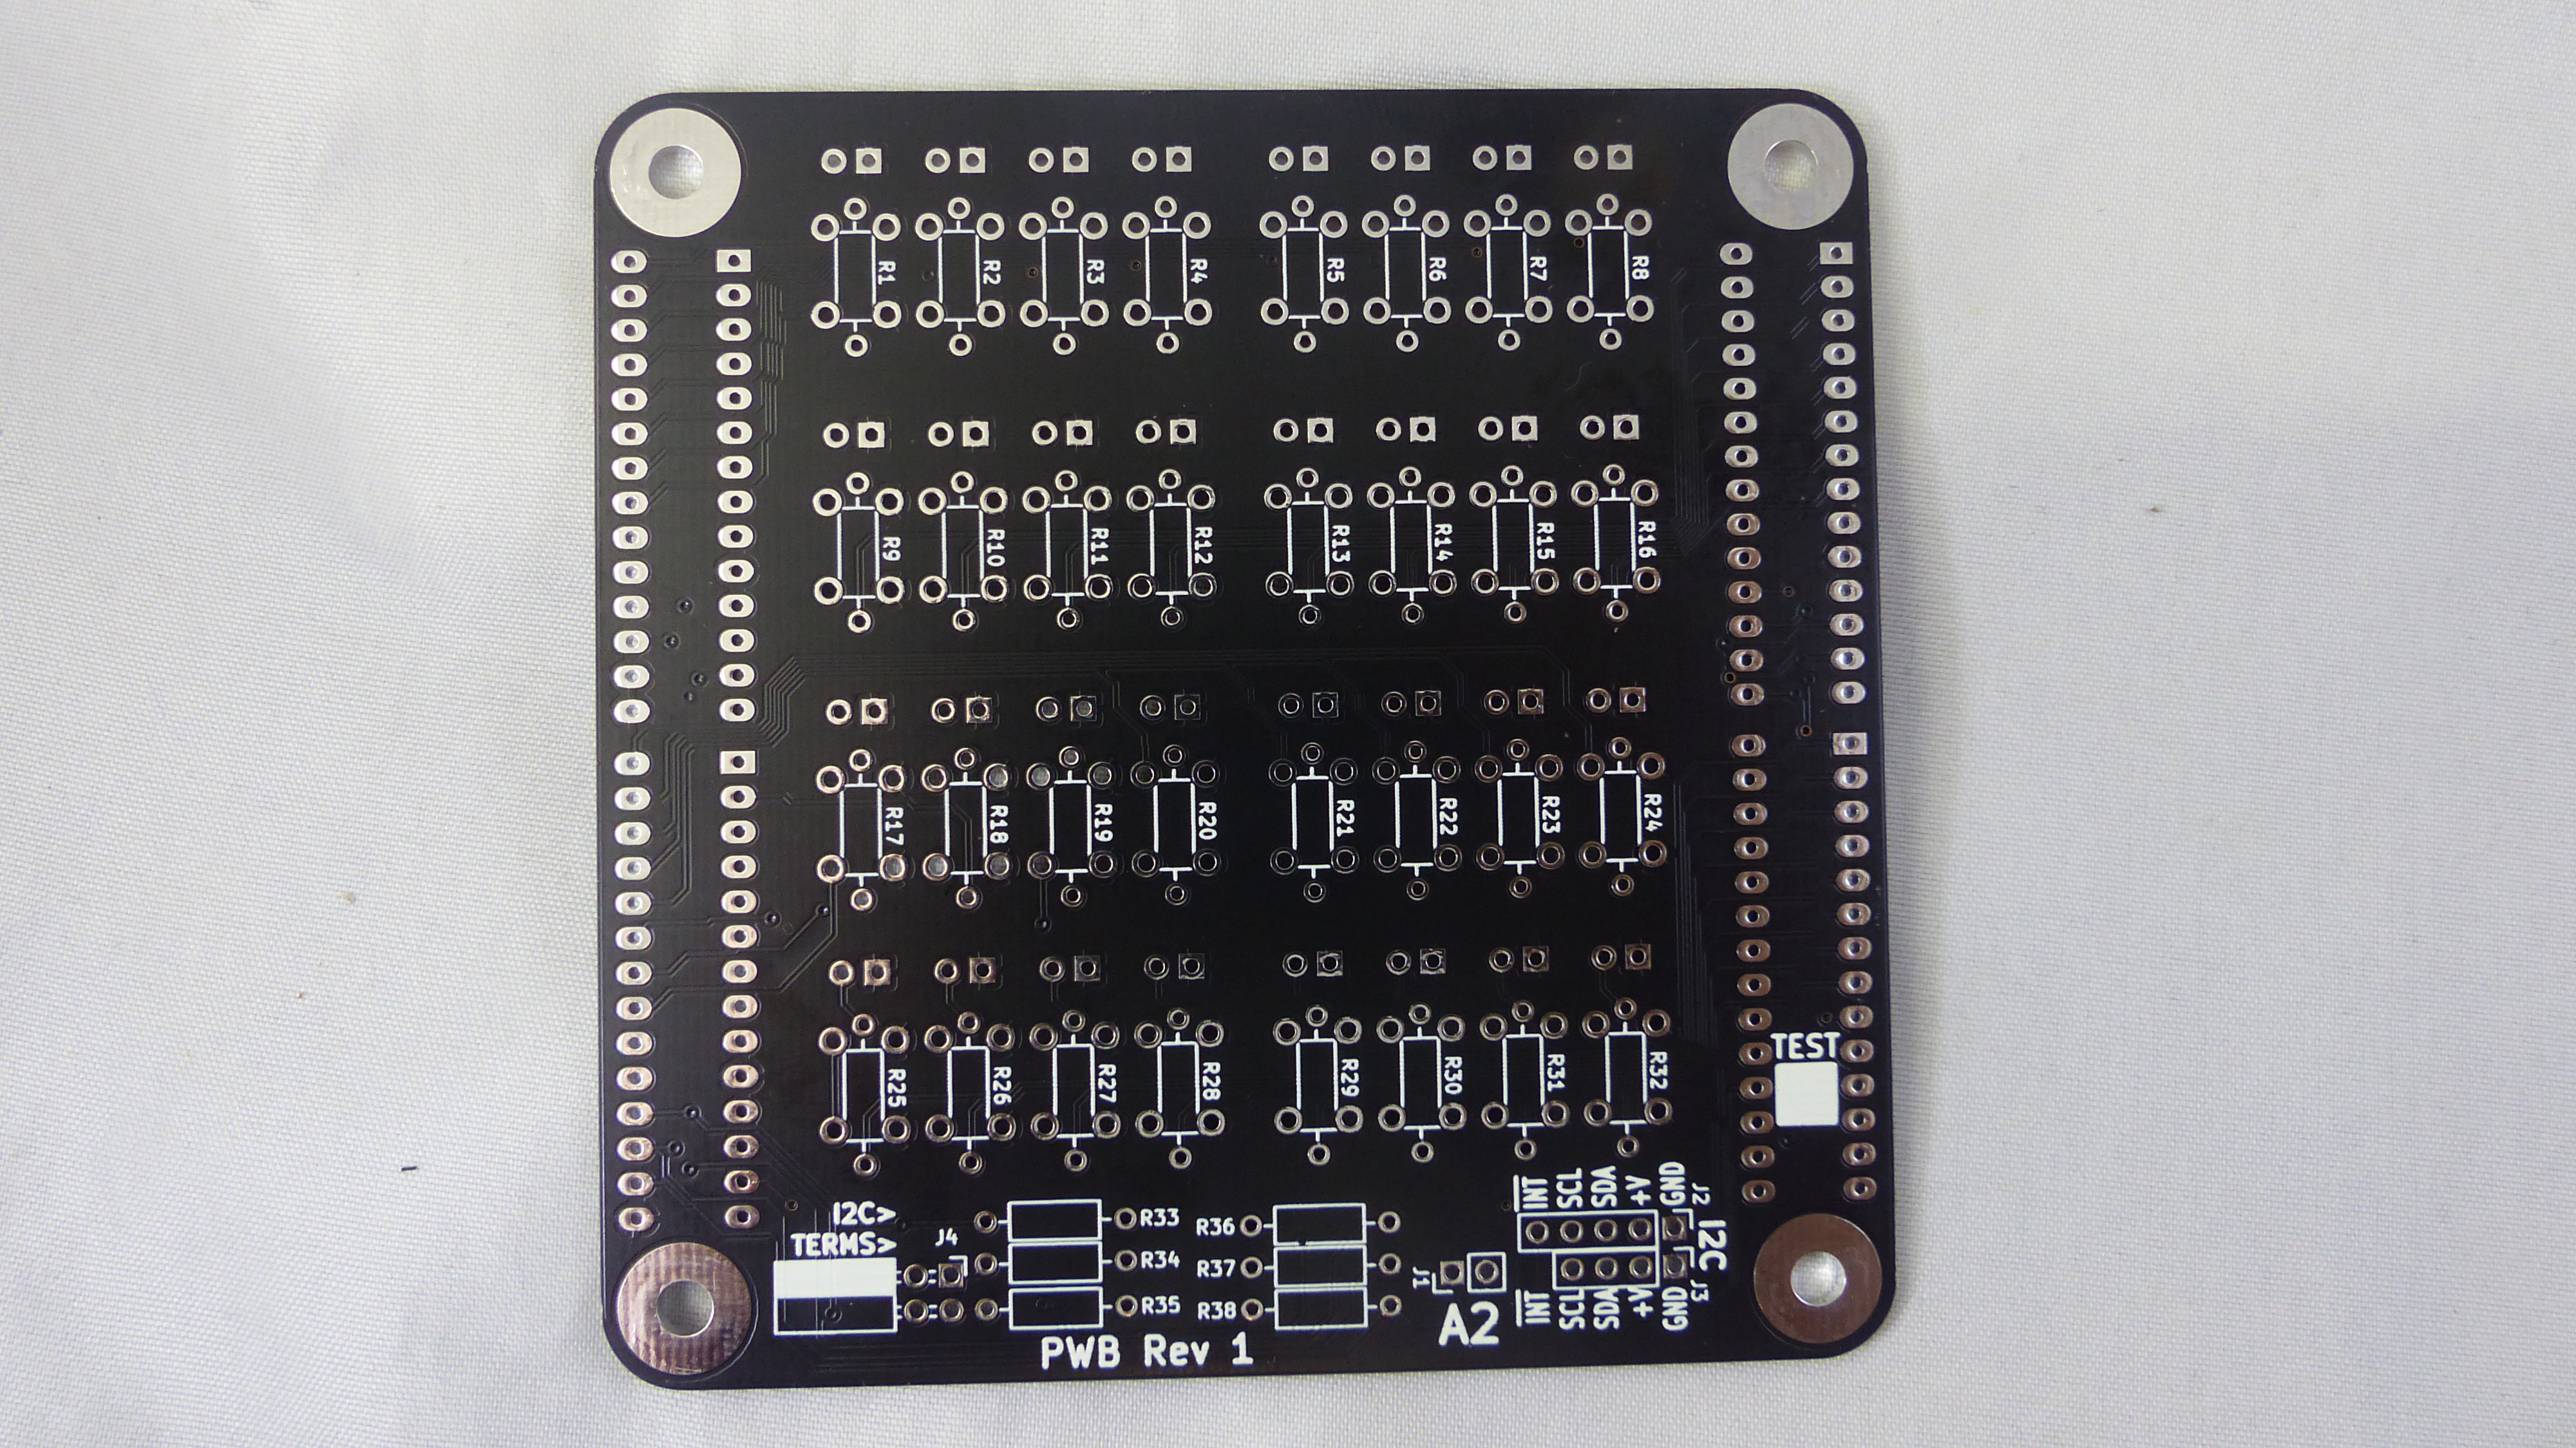 R1 R2 R3 R4 R5 R6 R7 R8
R9 R10 R11 R12 R13 R14 R15 R16
R17 R18 R19 R20 R21 R22 R23 R24
R25 R26 R27 R28 R29 R30 R31 R32
TEST
INT SCL SDA +V GND J2
I2C>
TERMS>
J4
R33 R36
R34 R37
R35 R38
J1
A2
I2C
INT SCL SDA +V GND J3
PWB Rev 1